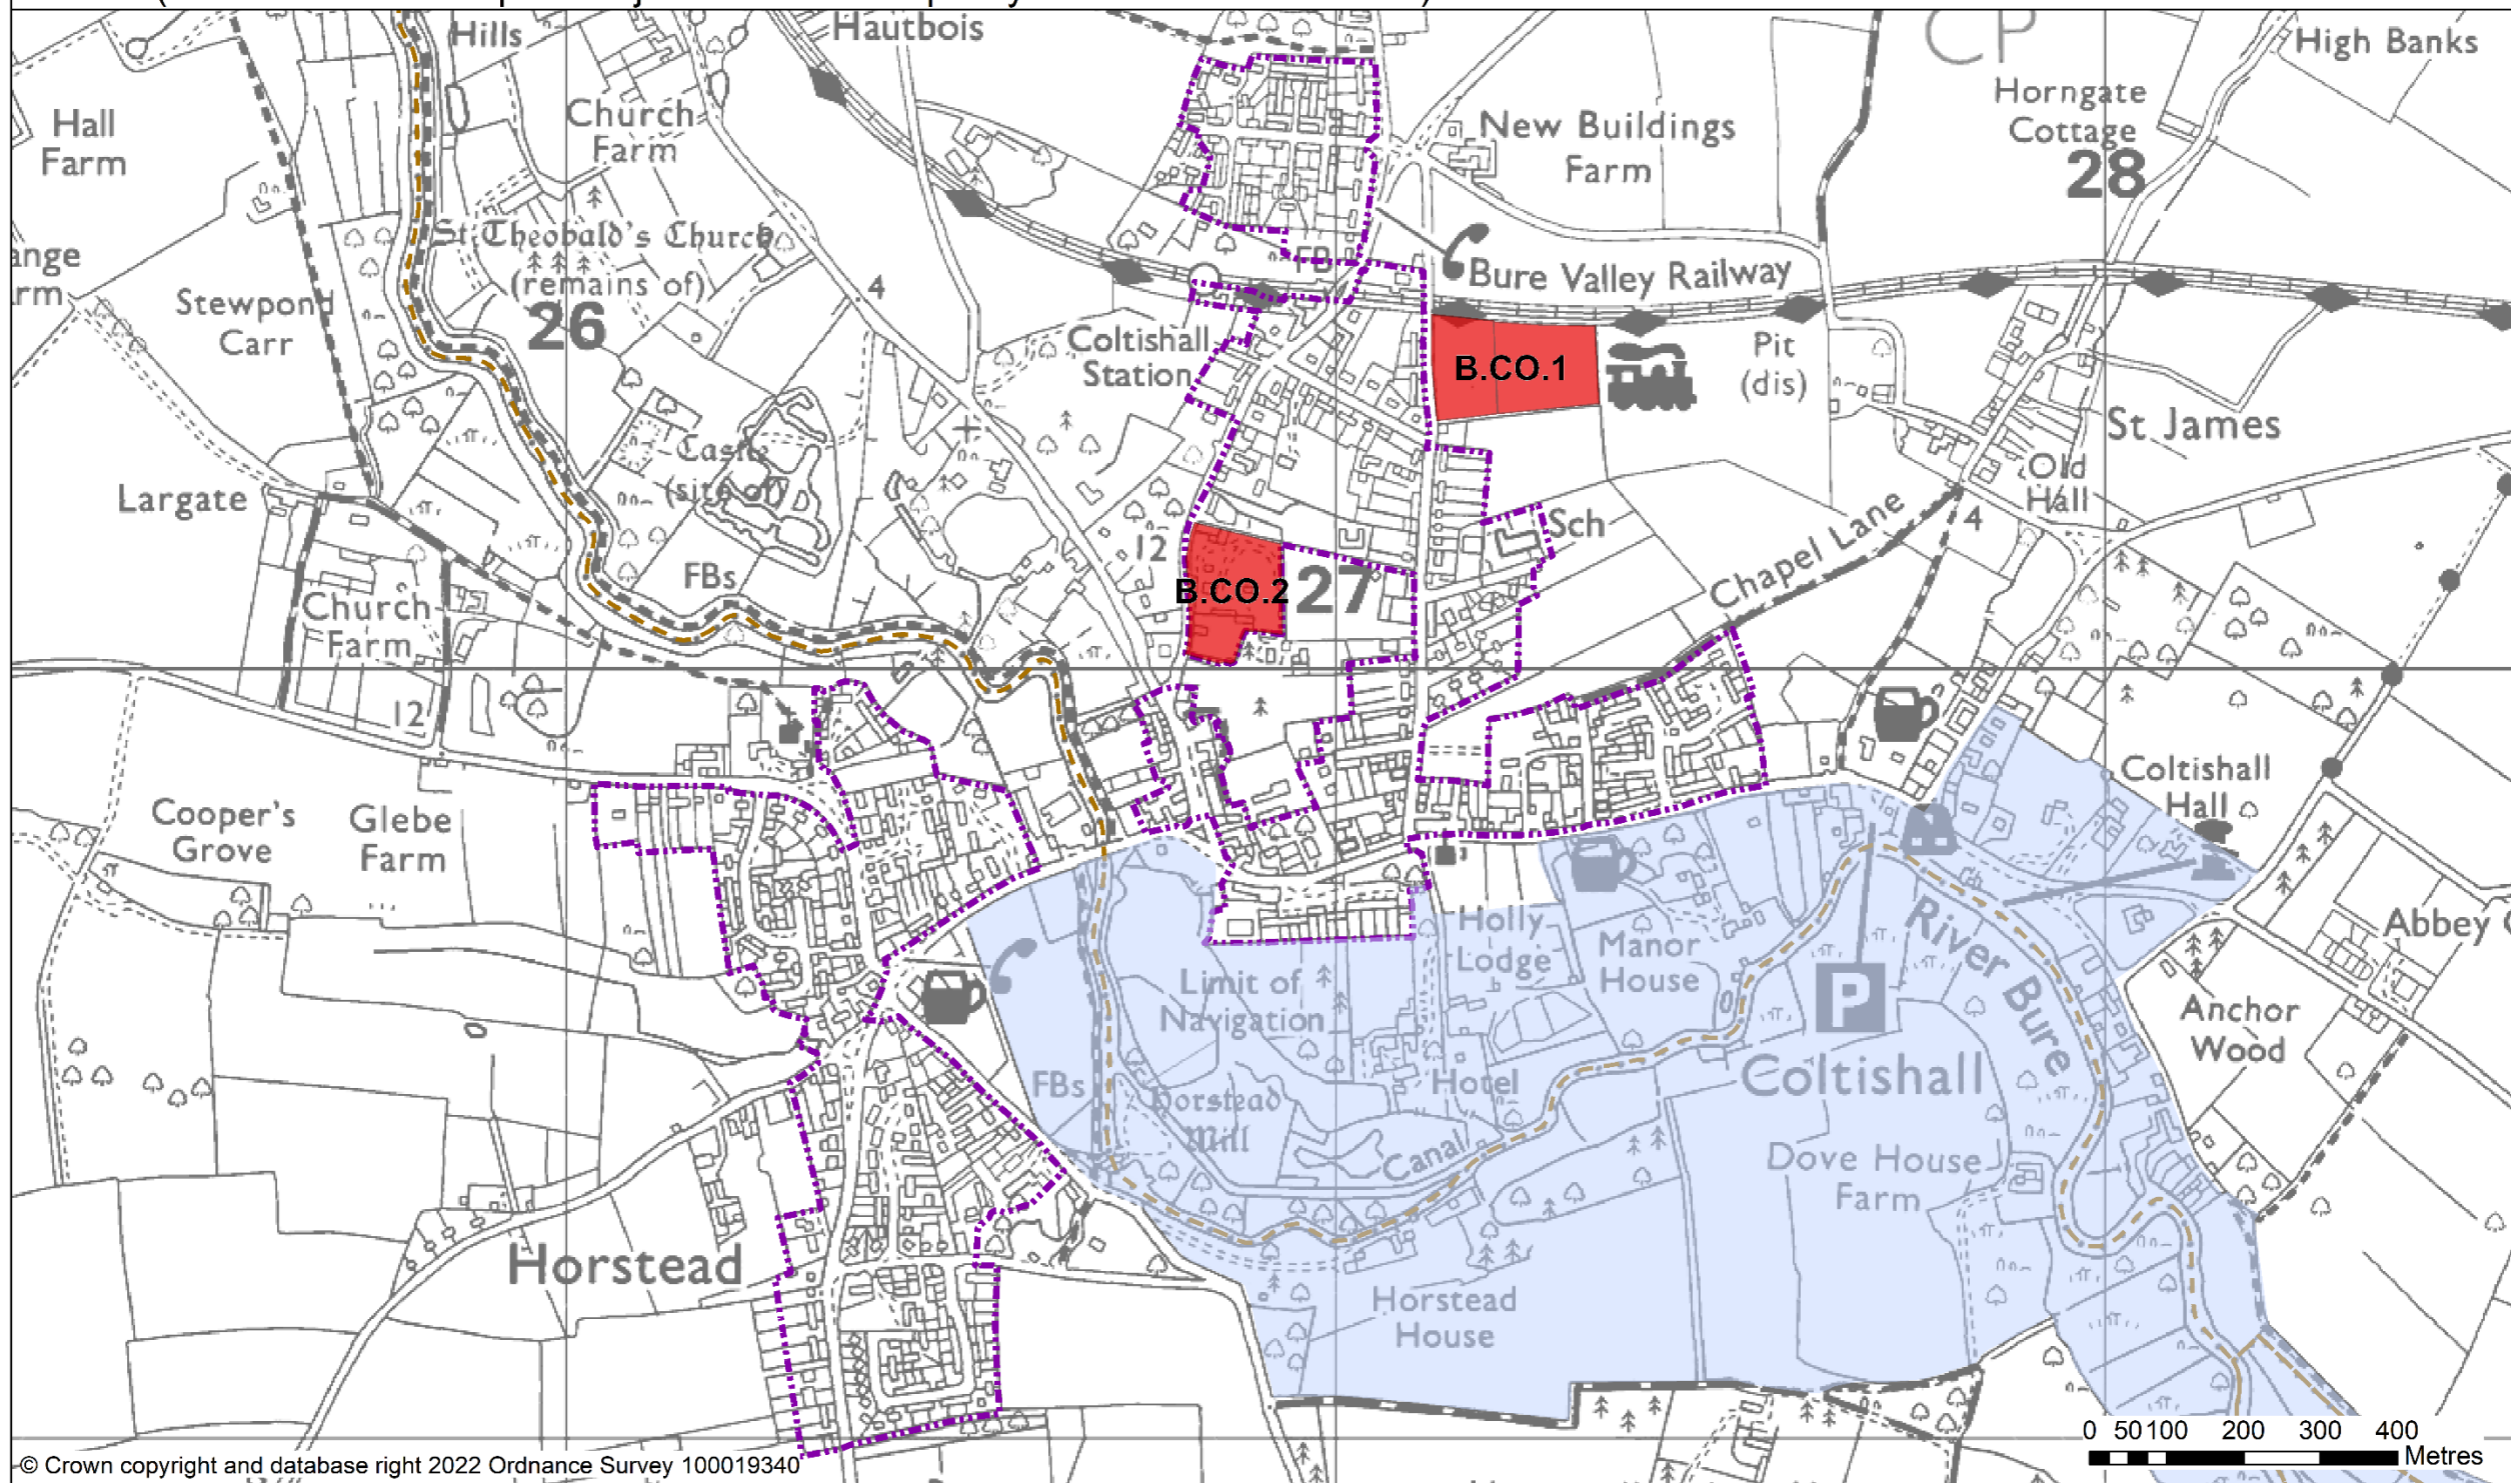 Hills
Hautbois
CP
High Banks
Hall
Farm
Church
Farm
New Buildings
Farm
Horngate
Cottage
28
St Theobald's Church
(remains of)
26
Stewpond
Carr
4
FB
Bure Valley Railway
Coltishall
Station
B.CO.1
Pit
(dis)
St James
Castle
(site of)
Largate
Old
Hall
4
Sch
12
Chapel Lane
FBs
B.CO.2
27
Church
Farm
12
Cooper's
Grove
Glebe
Farm
Coltishall
Hall
Holly
Lodge
Manor
House
River Bure
Abbey
Limit of
Navigation
P
Anchor
Wood
FBs
Horstead
Mill
Hotel
Coltishall
Canal
Dove House
Farm
Horstead
Horstead
House
0 50 100 200 300 400
Metres
© Crown copyright and database right 2022 Ordnance Survey 100019340